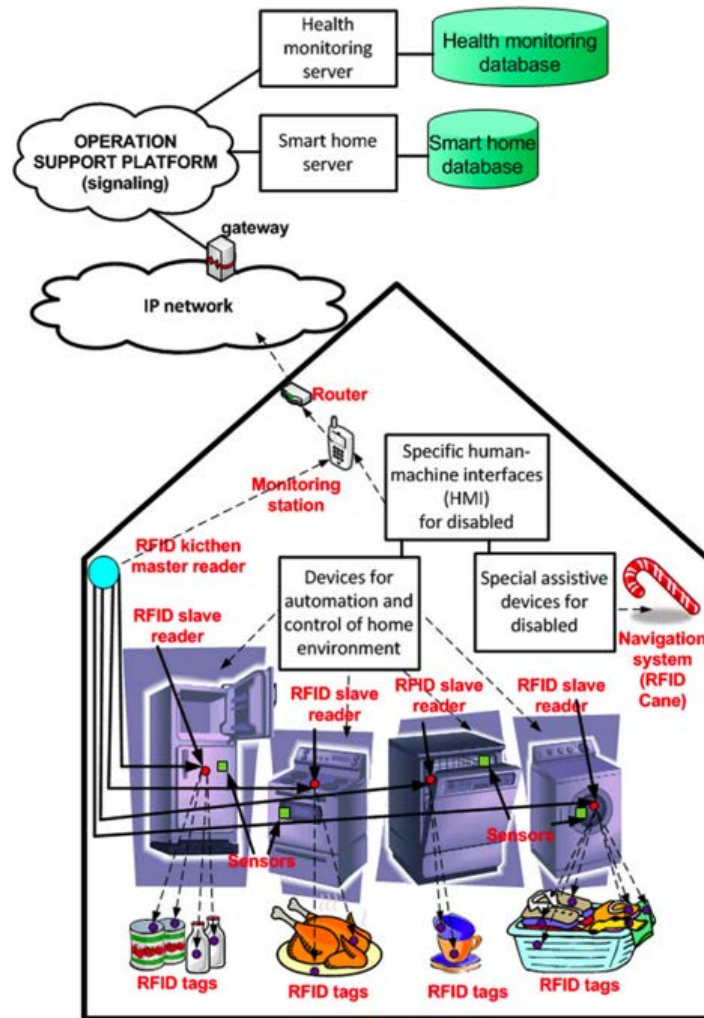 Health
monitoring
server
Health monitoring
database
OPERATION
SUPPORT PLATFORM
(signaling)
Smart home
server
Smart home
database
gateway
IP network
Router
Monitoring
station
Specific human-
machine interfaces
(HMI)
for disabled
RFID kicthen
master reader
Devices for
automation and
control of home
environment
Special assistive
devices for
disabled
Navigation
system
(RFID
Cane)
RFID slave
reader
RFID slave
reader
RFID slave
reader
RFID slave
reader
Sensors
Sensors
RFID tags
RFID tags
RFID tags
RFID tags